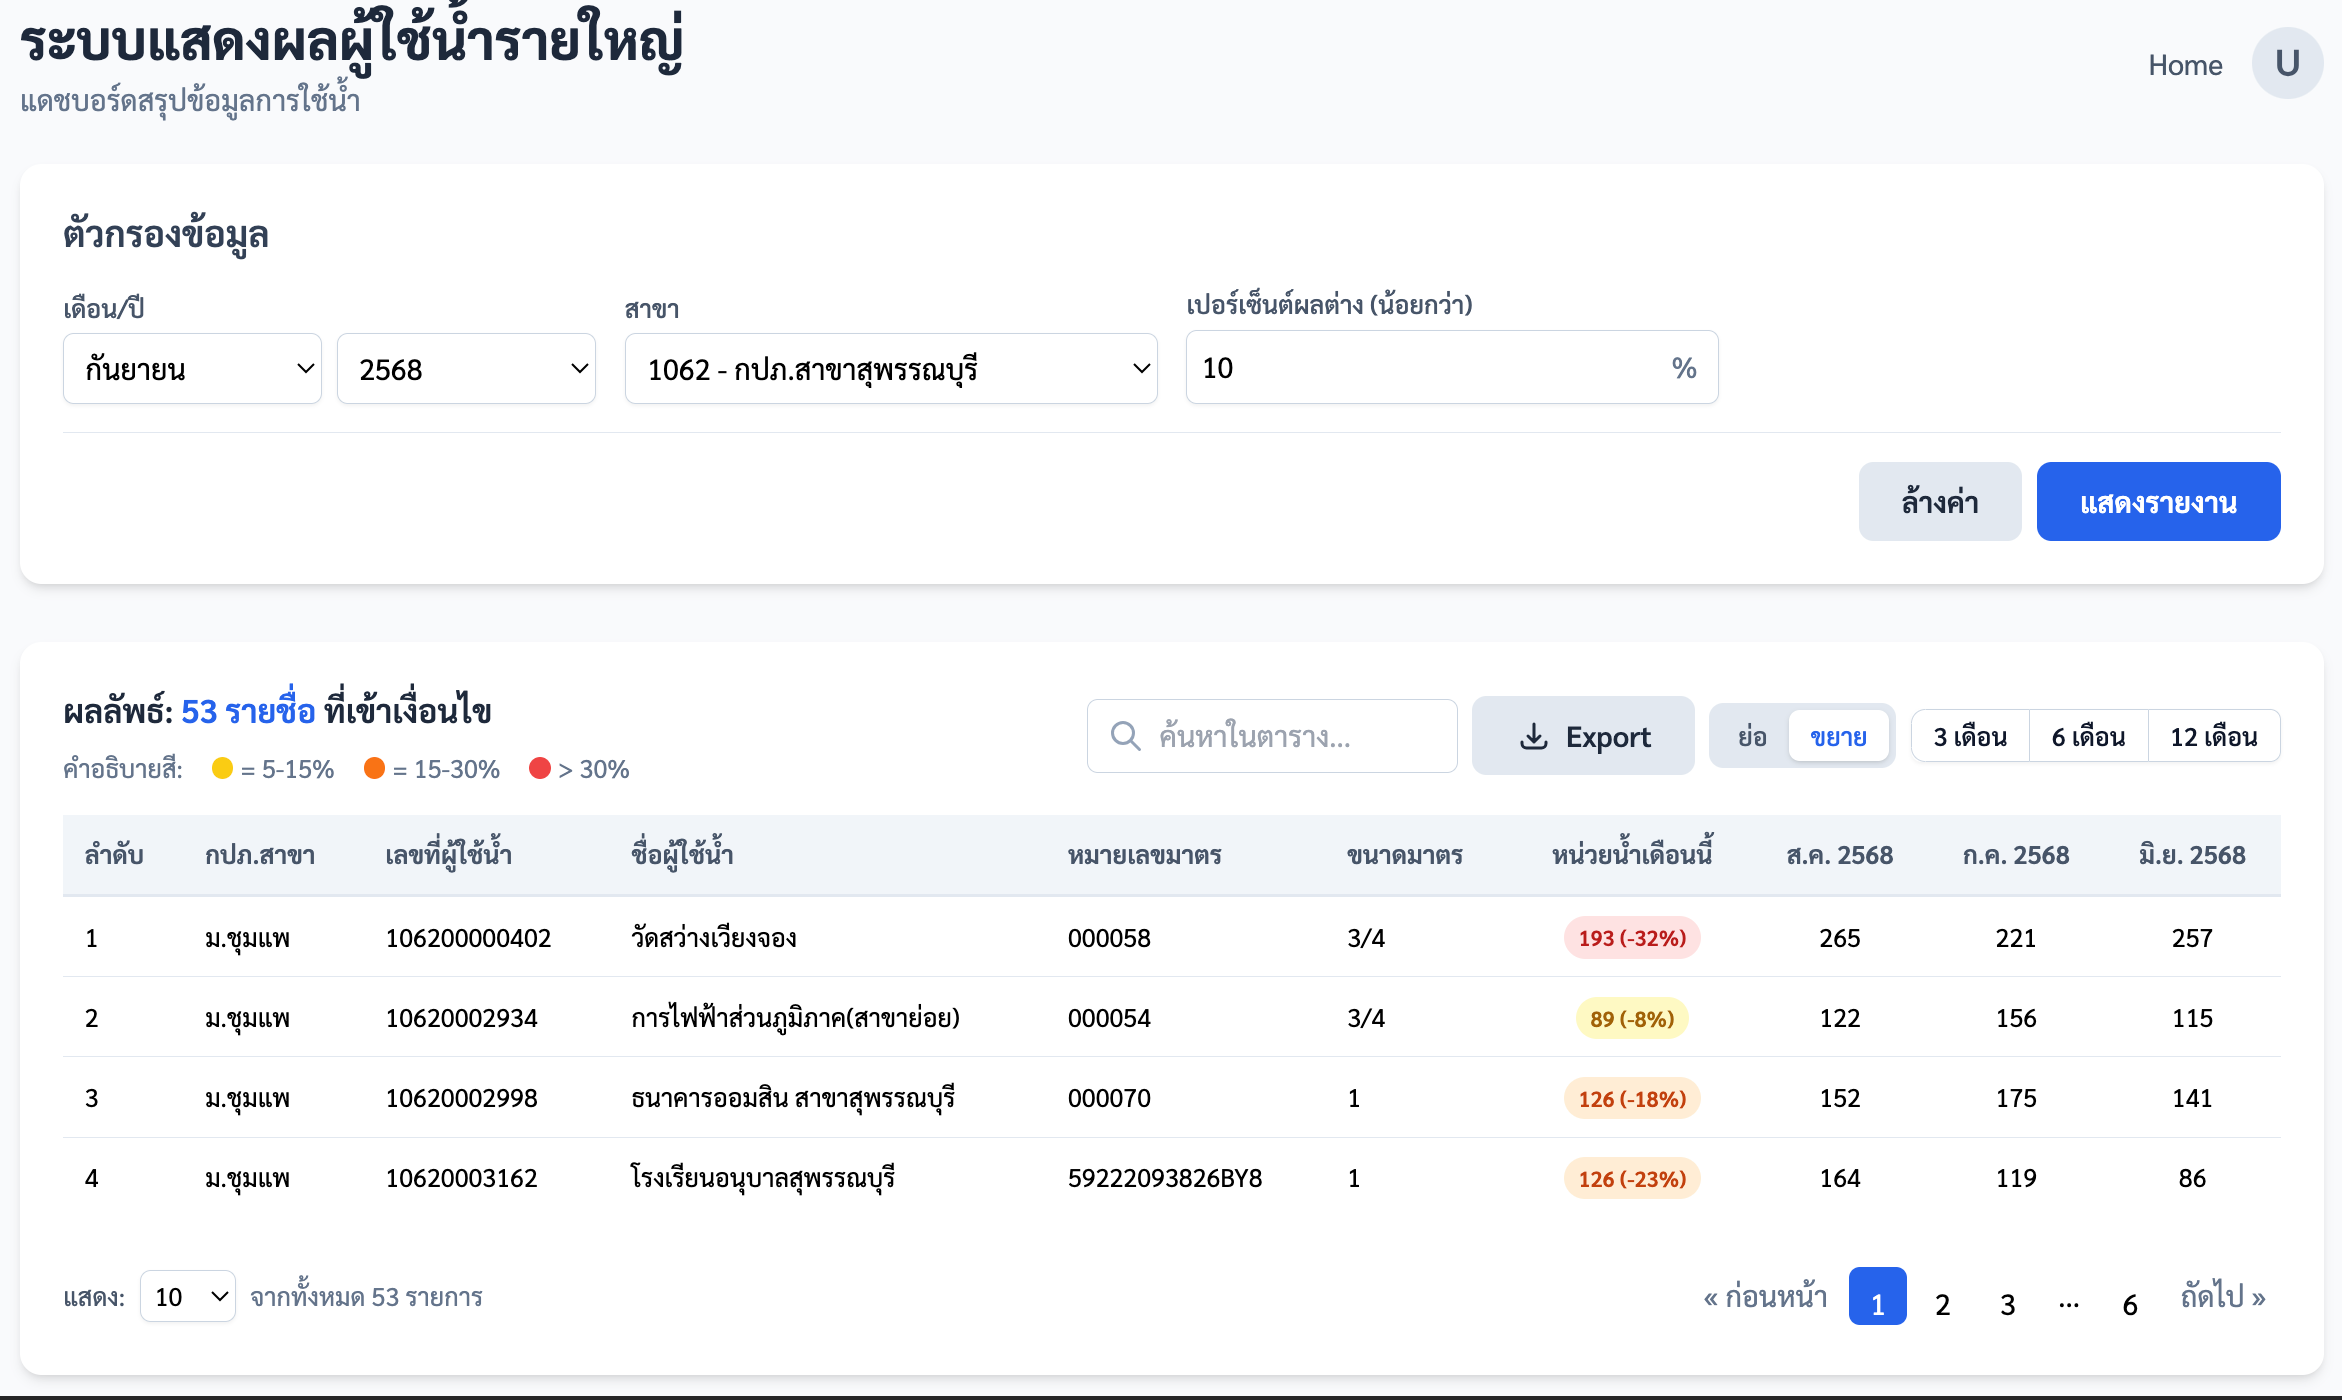 ระบบแสดงผลผู้ใช้น้ำรายใหญ่
แดชบอร์ดสรุปข้อมูลการใช้น้ำ
Home
U
ตัวกรองข้อมูล
เดือน/ปี
กันยายน
2568
สาขา
1062 - กปภ.สาขาสุพรรณบุรี
เปอร์เซ็นต์ผลต่าง (น้อยกว่า)
10 %
ล้างค่า
แสดงรายงาน
ผลลัพธ์: 53 รายชื่อ ที่เข้าเงื่อนไข
คำอธิบายสี: = 5-15% = 15-30% > 30%
ค้นหาในตาราง...
Export
ย่อ ขยาย
3 เดือน 6 เดือน 12 เดือน
ลำดับ กปภ.สาขา เลขที่ผู้ใช้น้ำ ชื่อผู้ใช้น้ำ หมายเลขมาตร ขนาดมาตร หน่วยน้ำเดือนนี้ ส.ค. 2568 ก.ค. 2568 มิ.ย. 2568
1 ม.ชุมแพ 106200000402 วัดสว่างเวียงจอง 000058 3/4 193 (-32%) 265 221 257
2 ม.ชุมแพ 10620002934 การไฟฟ้าส่วนภูมิภาค(สาขาย่อย) 000054 3/4 89 (-8%) 122 156 115
3 ม.ชุมแพ 10620002998 ธนาคารออมสิน สาขาสุพรรณบุรี 000070 1 126 (-18%) 152 175 141
4 ม.ชุมแพ 10620003162 โรงเรียนอนุบาลสุพรรณบุรี 59222093826BY8 1 126 (-23%) 164 119 86
แสดง: 10 จากทั้งหมด 53 รายการ
« ก่อนหน้า 1 2 3 ... 6 ถัดไป »